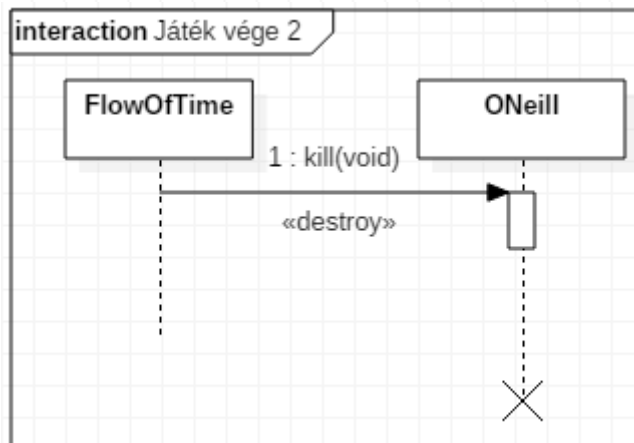 interaction Játék vége 2
FlowOfTime
ONeill
1 : kill(void)
«destroy»